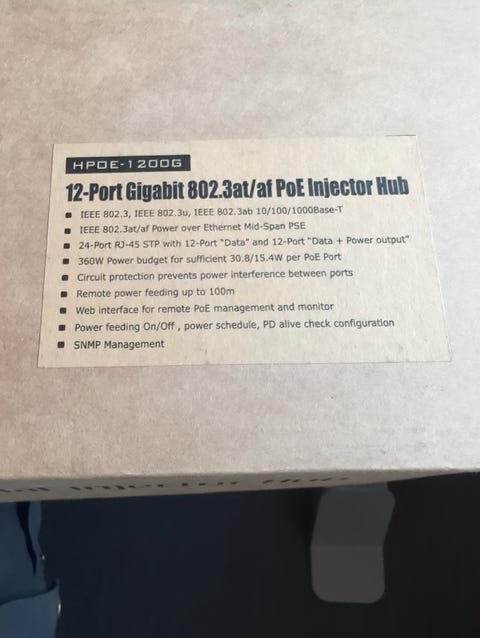 HPOE-1200G
12-Port Gigabit 802.3at/af PoE Injector Hub
■ IEEE 802.3, IEEE 802.3u, IEEE 802.3ab 10/100/1000Base-T
■ IEEE 802.3at/af Power over Ethernet Mid-Span PSE
■ 24-Port RJ-45 STP with 12-Port “Data” and 12-Port “Data + Power output”
■ 360W Power budget for sufficient 30.8/15.4W per PoE Port
■ Circuit protection prevents power interference between ports
■ Remote power feeding up to 100m
■ Web interface for remote PoE management and monitor
■ Power feeding On/Off , power schedule, PD alive check configuration
■ SNMP Management
Injector Hub